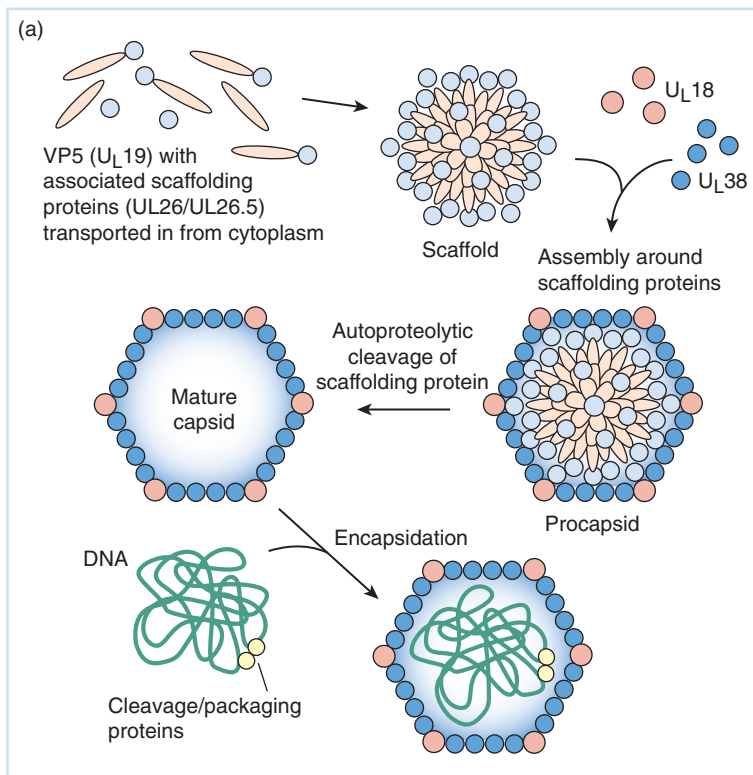 (a)
VP5 (UL19) with
associated scaffolding
proteins (UL26/UL26.5)
transported in from cytoplasm
Scaffold
UL18
UL38
Assembly around
scaffolding proteins
Autoproteolytic
cleavage of
scaffolding protein
Mature
capsid
Procapsid
DNA
Encapsidation
Cleavage/packaging
proteins